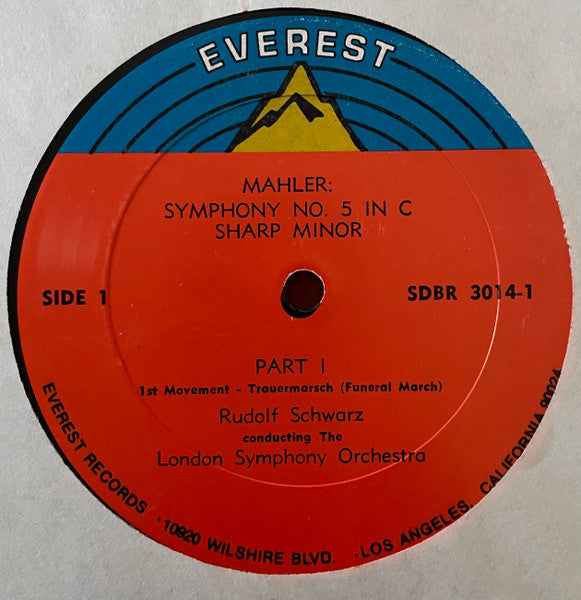 EVEREST
MAHLER:
SYMPHONY NO. 5 IN C
SHARP MINOR
SIDE 1
SDBR 3014-1
PART I
1st Movement - Trauermarsch (Funeral March)
Rudolf Schwarz
conducting The
London Symphony Orchestra
EVEREST RECORDS · 10920 WILSHIRE BLVD. · LOS ANGELES, CALIFORNIA 90024